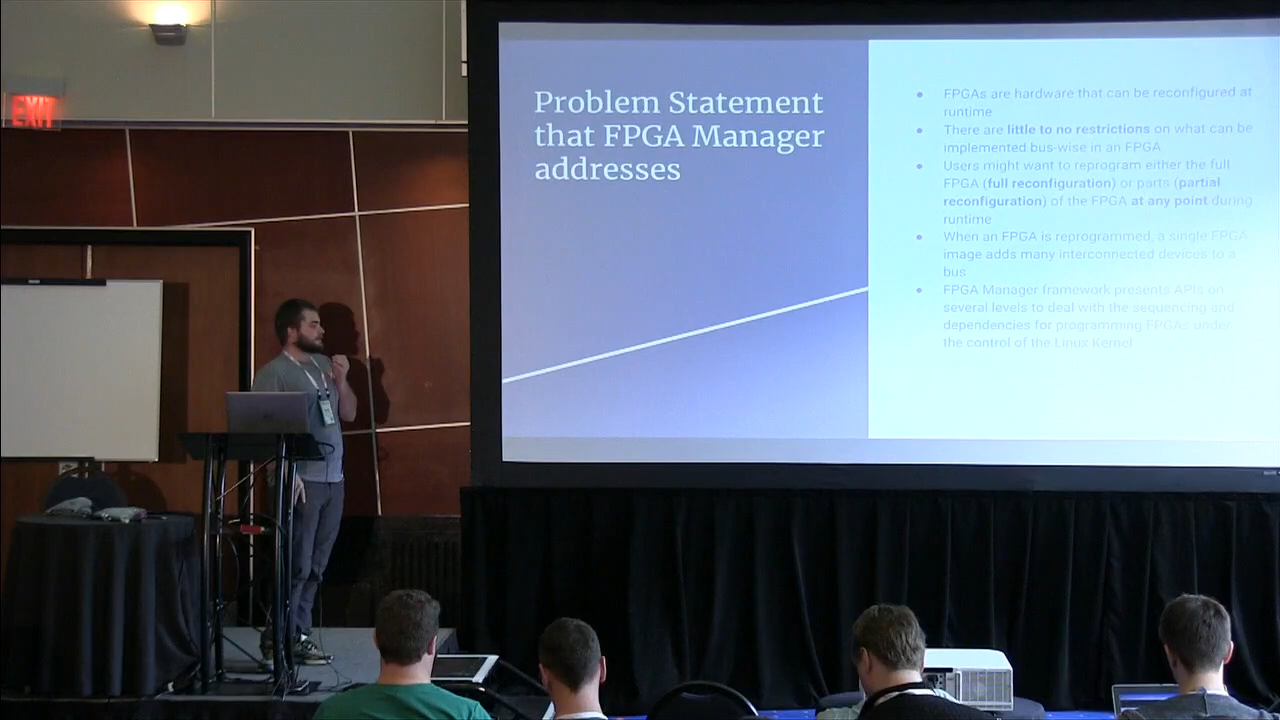 EXIT
Problem Statement
that FPGA Manager
addresses
● FPGAs are hardware that can be reconfigured at
runtime
● There are little to no restrictions on what can be
implemented bus-wise in an FPGA
● Users might want to reprogram either the full
FPGA (full reconfiguration) or parts (partial
reconfiguration) of the FPGA at any point during
runtime
● When an FPGA is reprogrammed, a single FPGA
image adds many interconnected devices to a
bus
● FPGA Manager framework presents APIs on
several levels to deal with the sequencing and
dependencies for programming FPGAs under
the control of the Linux Kernel